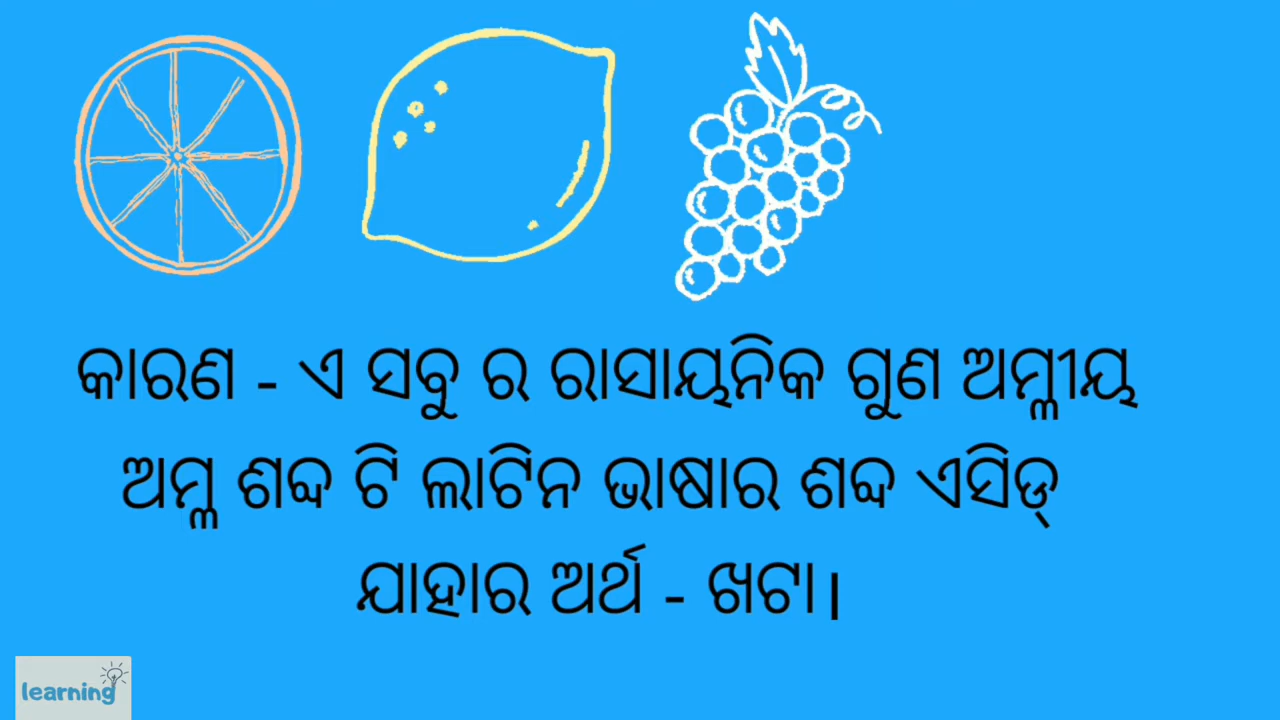 କାରଣ - ଏ ସବୁ ର ରାସାୟନିକ ଗୁଣ ଅମ୍ଳୀୟ
ଅମ୍ଳ ଶବ୍ଦ ଟି ଲାଟିନ ଭାଷାର ଶବ୍ଦ ଏସିଡ୍
ଯାହାର ଅର୍ଥ - ଖଟା।
learning